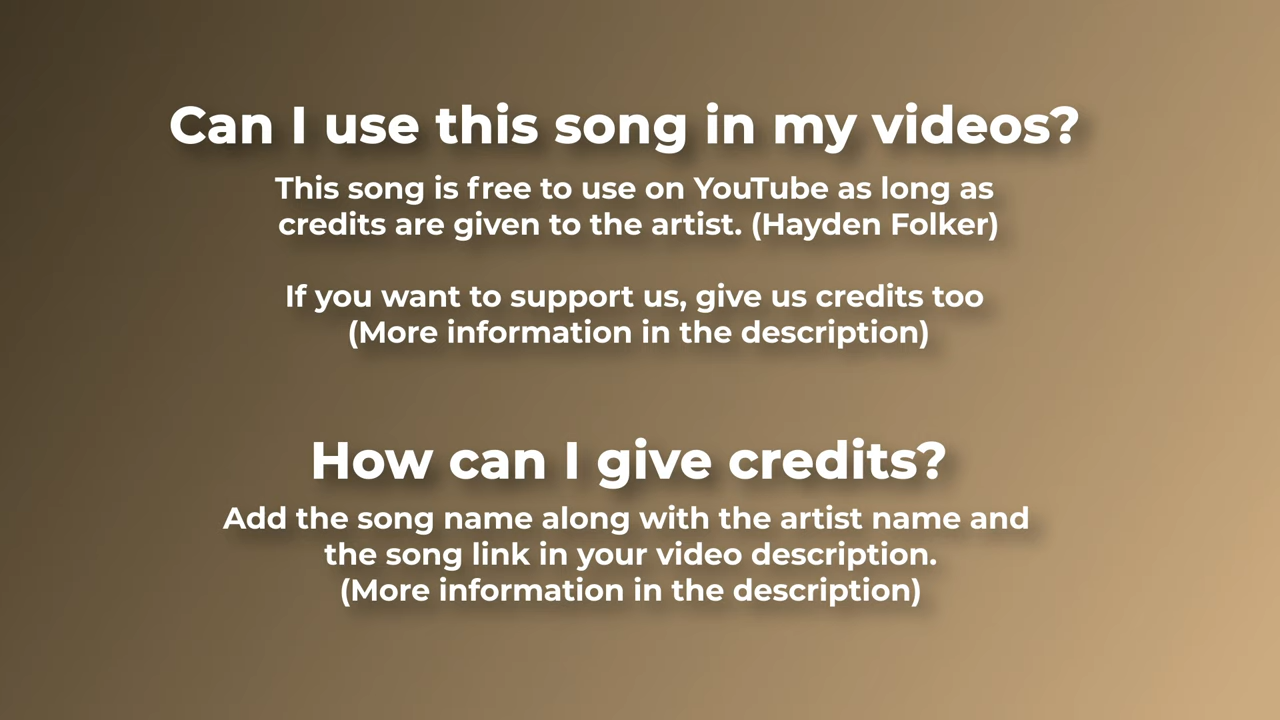 Can I use this song in my videos?
This song is free to use on YouTube as long as
credits are given to the artist. (Hayden Folker)
If you want to support us, give us credits too
(More information in the description)
How can I give credits?
Add the song name along with the artist name and
the song link in your video description.
(More information in the description)